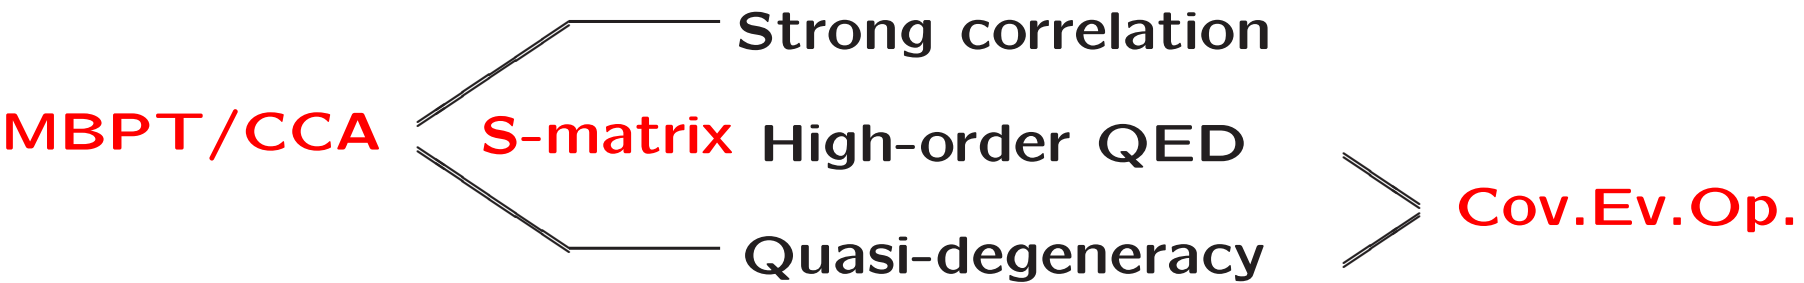 Strong correlation
MBPT/CCA
S-matrix High-order QED
Cov.Ev.Op.
Quasi-degeneracy